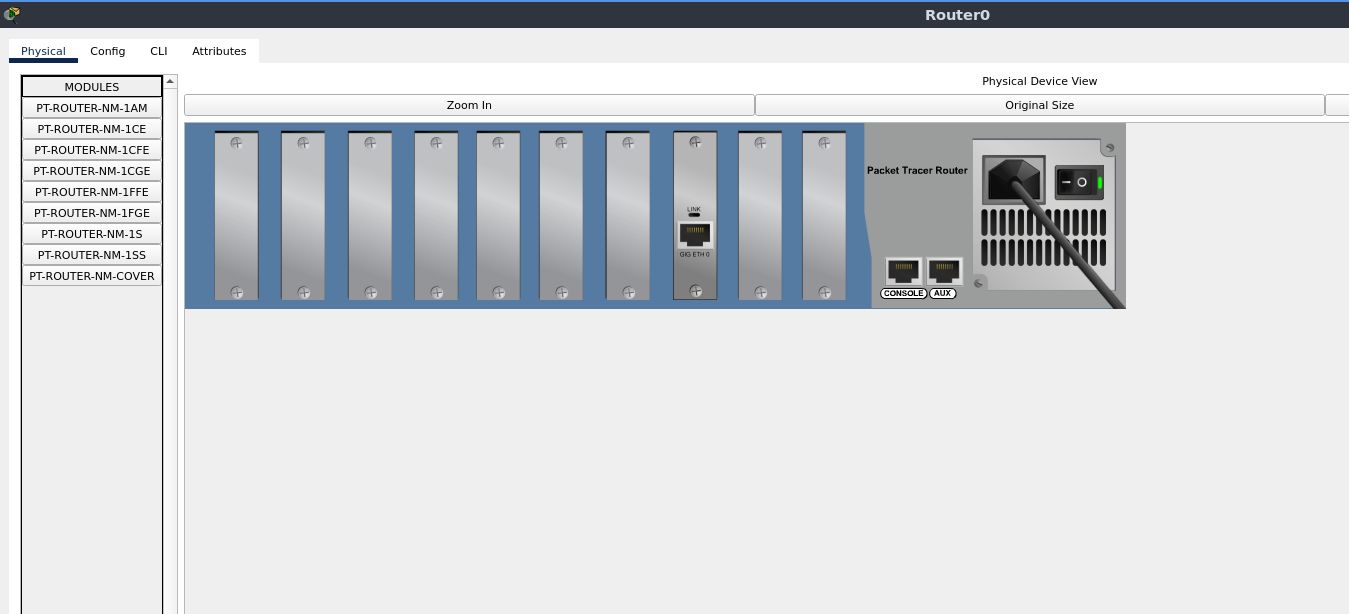 Router0
Physical Config CLI Attributes
MODULES
PT-ROUTER-NM-1AM
PT-ROUTER-NM-1CE
PT-ROUTER-NM-1CFE
PT-ROUTER-NM-1CGE
PT-ROUTER-NM-1FFE
PT-ROUTER-NM-1FGE
PT-ROUTER-NM-1S
PT-ROUTER-NM-1SS
PT-ROUTER-NM-COVER
Physical Device View
Zoom In
Original Size
LINK
GIG ETH 0
Packet Tracer Router
CONSOLE AUX